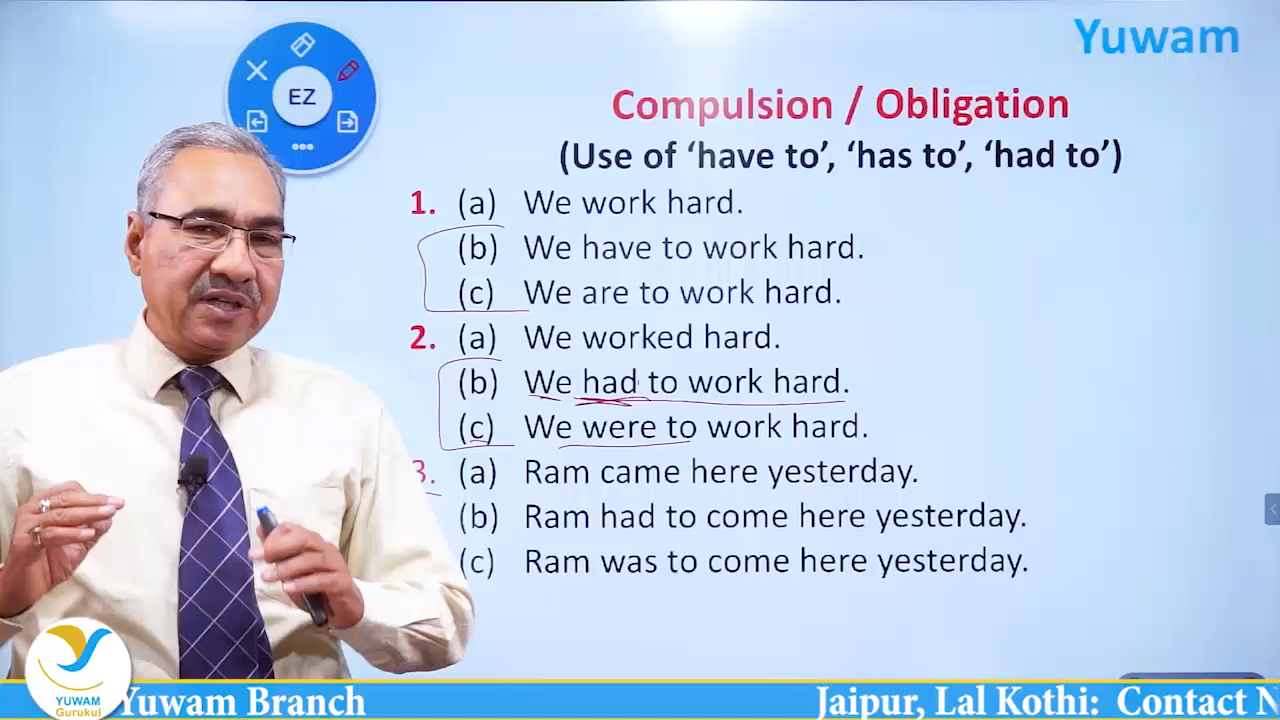 Yuwam
EZ
Compulsion / Obligation
(Use of ‘have to’, ‘has to’, ‘had to’)
1. (a) We work hard.
(b) We have to work hard.
(c) We are to work hard.
2. (a) We worked hard.
(b) We had to work hard.
(c) We were to work hard.
3. (a) Ram came here yesterday.
(b) Ram had to come here yesterday.
(c) Ram was to come here yesterday.
YUWAM
Gurukul
Yuwam Branch Jaipur, Lal Kothi: Contact N